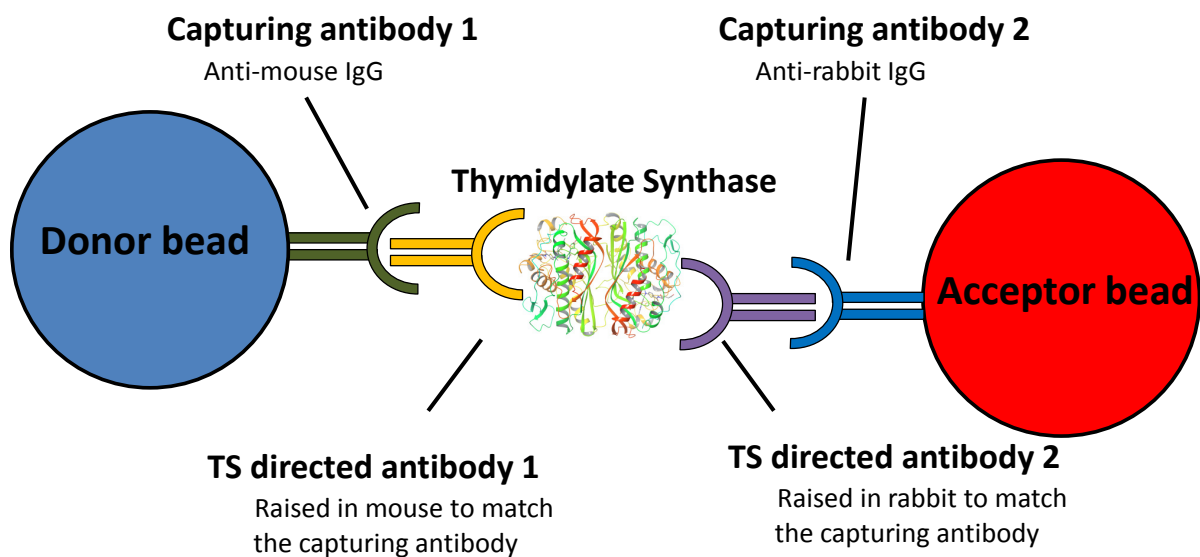 Capturing antibody 1
Anti-mouse IgG
Capturing antibody 2
Anti-rabbit IgG
Thymidylate Synthase
Donor bead
Acceptor bead
TS directed antibody 1
Raised in mouse to match
the capturing antibody
TS directed antibody 2
Raised in rabbit to match
the capturing antibody